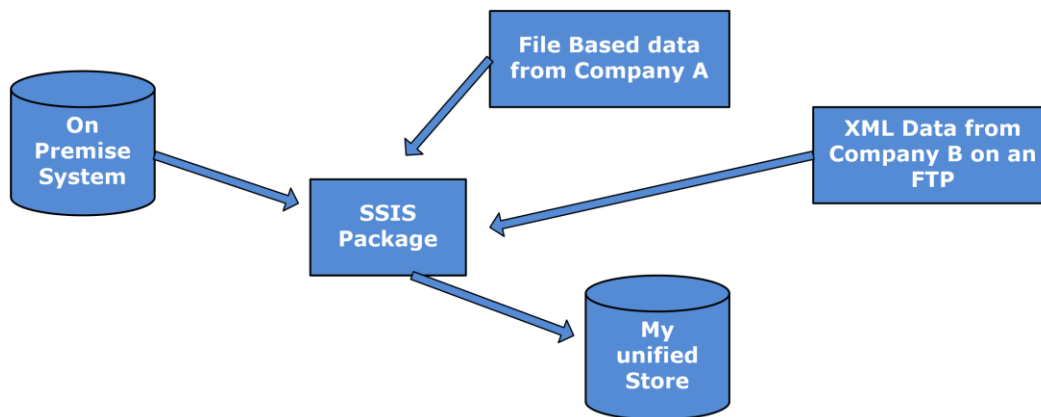 File Based data
from Company A
On
Premise
System
XML Data from
Company B on an
FTP
SSIS
Package
My
unified
Store